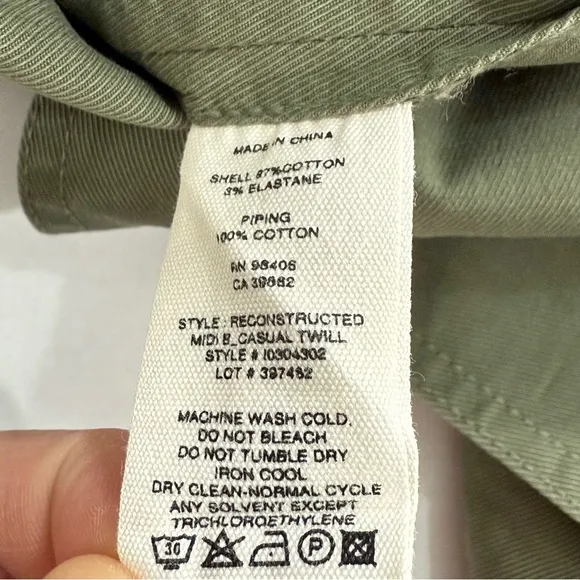 MADE IN CHINA
SHELL 97%COTTON
3% ELASTANE
PIPING
100% COTTON
RN 98406
CA 39882
STYLE : RECONSTRUCTED
MIDI B_CASUAL TWILL
STYLE # 10304302
LOT # 397482
MACHINE WASH COLD.
DO NOT BLEACH
DO NOT TUMBLE DRY
IRON COOL
DRY CLEAN-NORMAL CYCLE
ANY SOLVENT EXCEPT
TRICHLOROETHYLENE
30 P